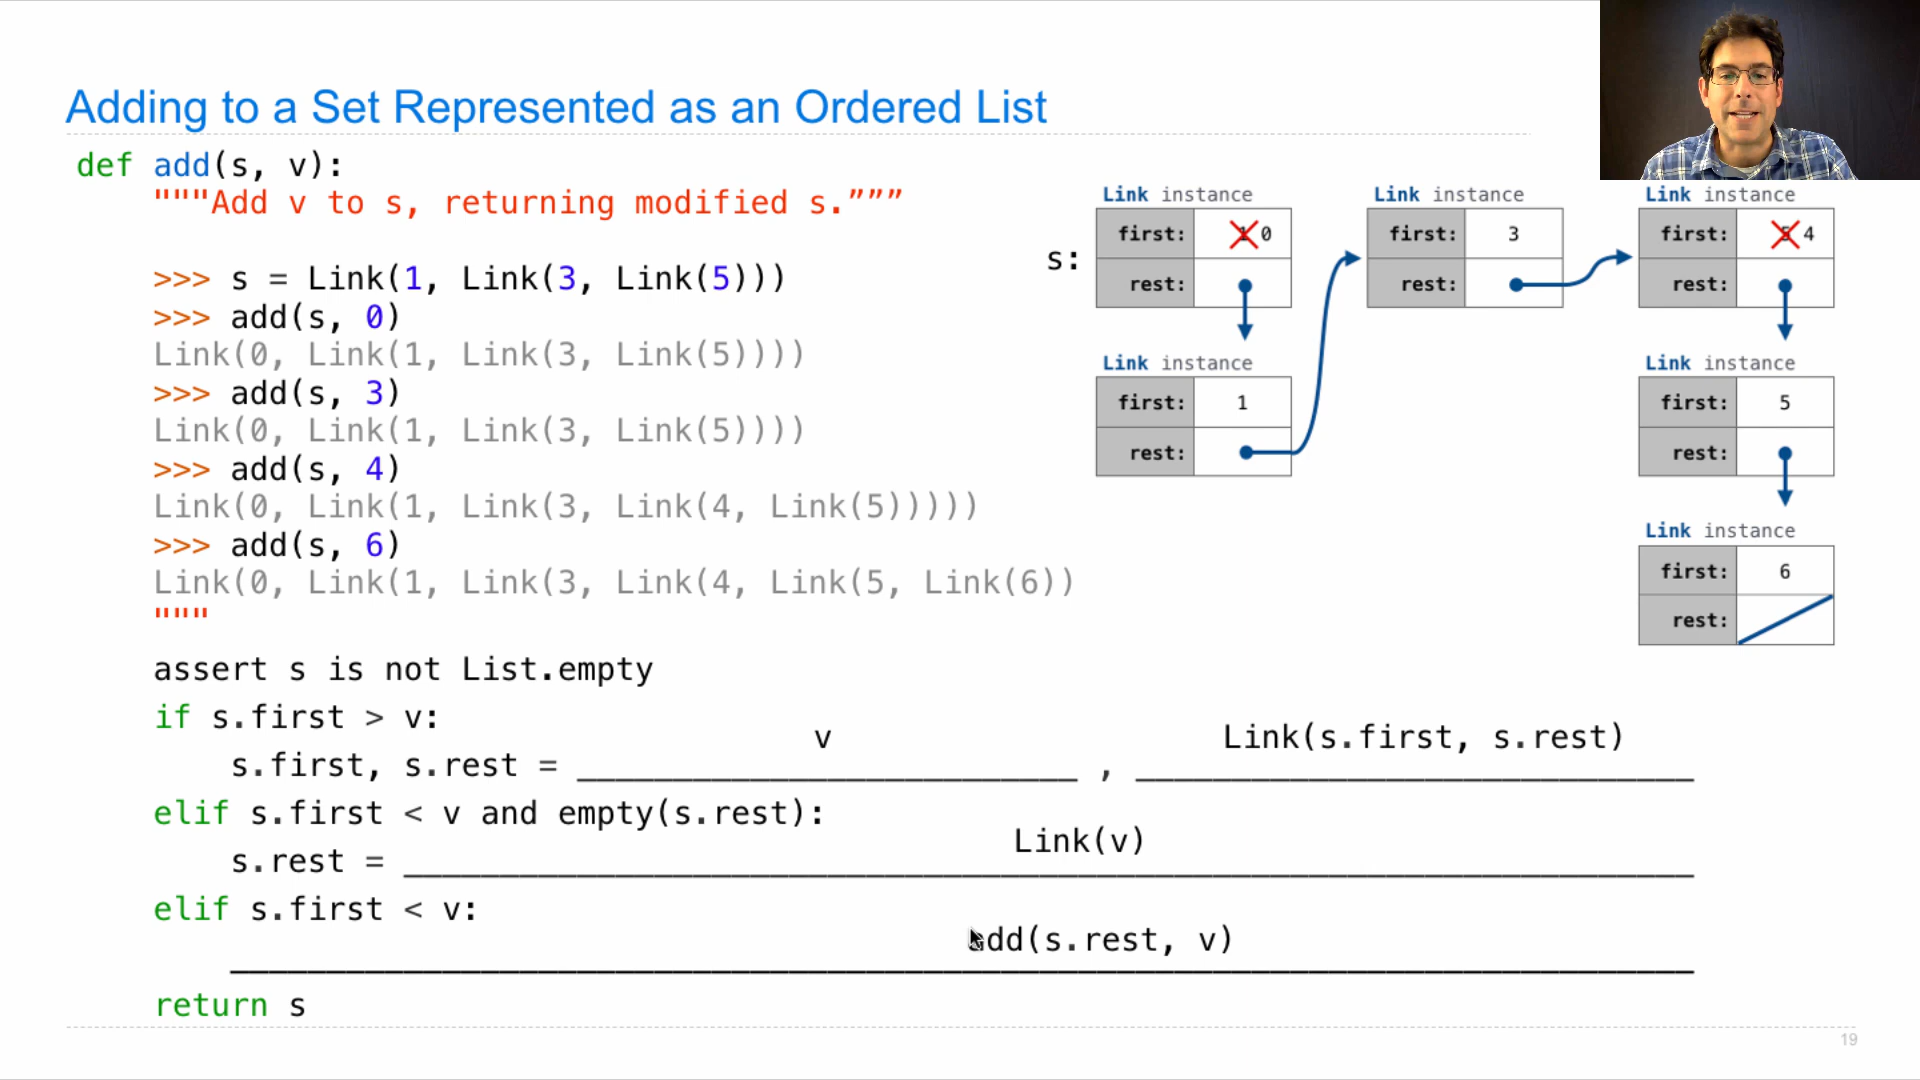 Adding to a Set Represented as an Ordered List
def add(s, v):
"""Add v to s, returning modified s.”””
>>> s = Link(1, Link(3, Link(5)))
>>> add(s, 0)
Link(0, Link(1, Link(3, Link(5))))
>>> add(s, 3)
Link(0, Link(1, Link(3, Link(5))))
>>> add(s, 4)
Link(0, Link(1, Link(3, Link(4, Link(5)))))
>>> add(s, 6)
Link(0, Link(1, Link(3, Link(4, Link(5, Link(6))
"""
assert s is not List.empty
if s.first > v:
s.first, s.rest = v , Link(s.first, s.rest)
elif s.first < v and empty(s.rest):
s.rest = Link(v)
elif s.first < v:
add(s.rest, v)
return s
s:
Link instance
first: 1 0
rest:
Link instance
first: 1
rest:
Link instance
first: 3
rest:
Link instance
first: 5 4
rest:
Link instance
first: 5
rest:
Link instance
first: 6
rest:
19